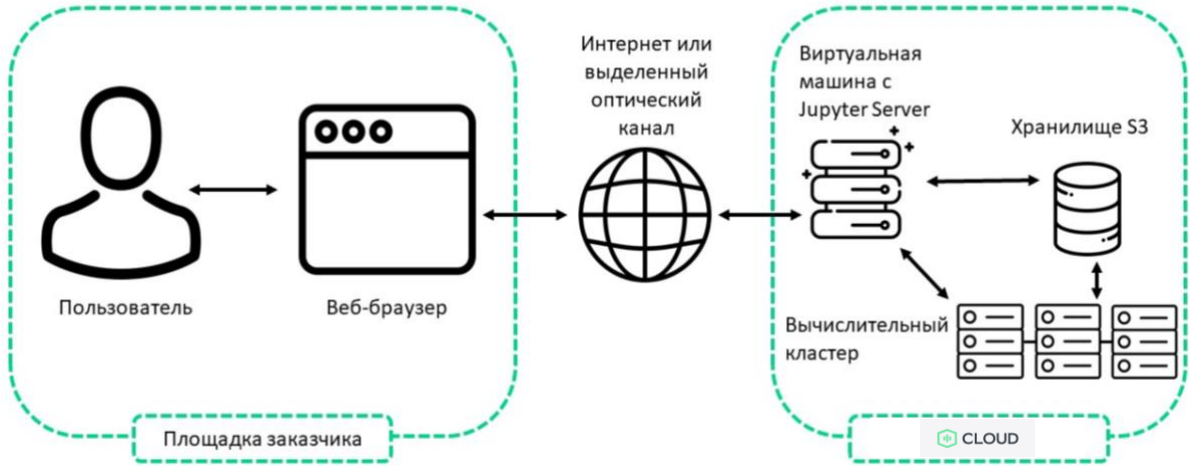 Интернет или
выделенный
оптический
канал
Виртуальная
машина с
Jupyter Server
Хранилище S3
Пользователь
Веб-браузер
Вычислительный
кластер
Площадка заказчика
CLOUD